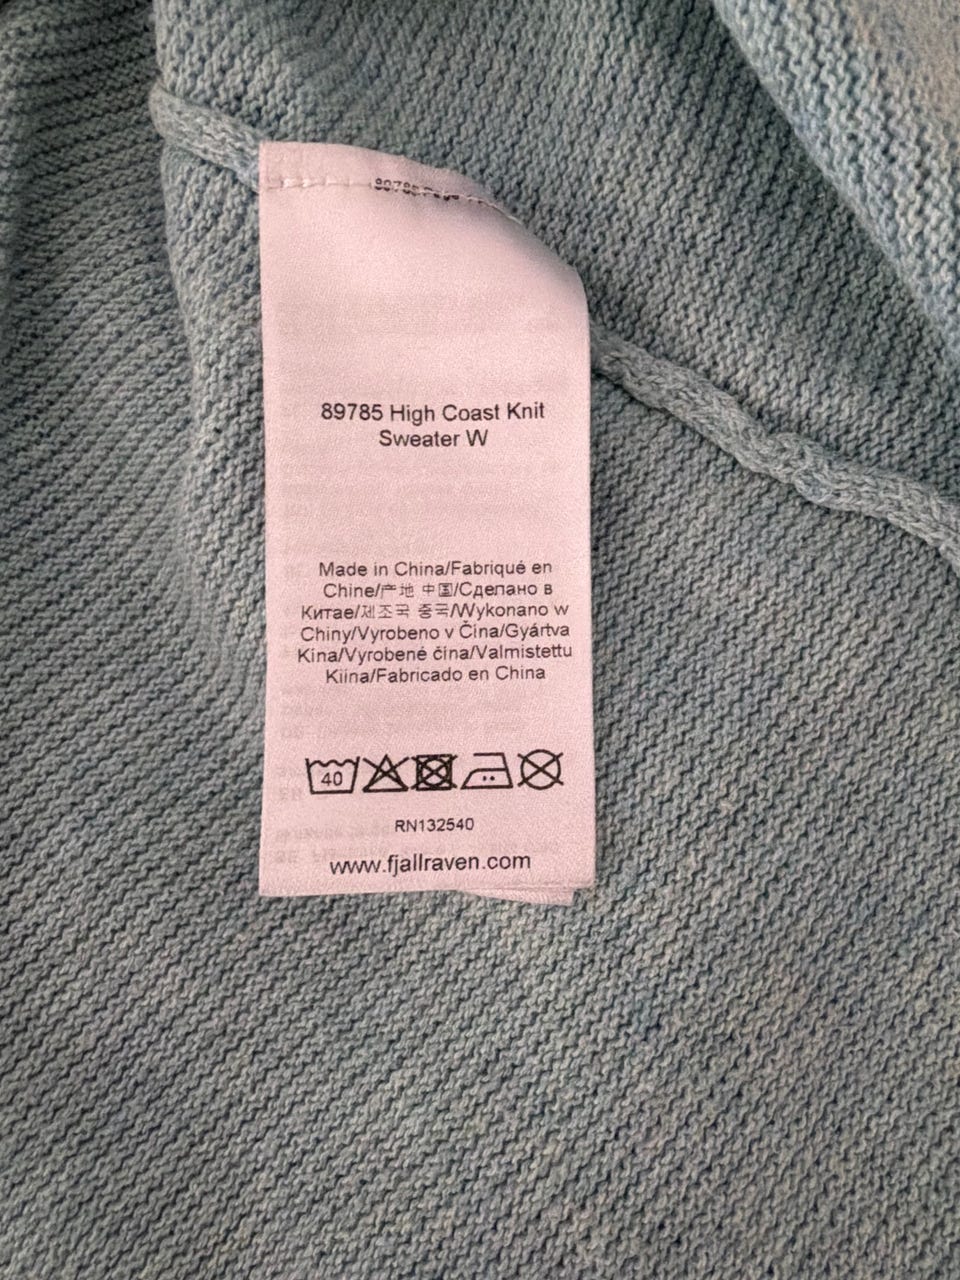 89785
89785 High Coast Knit
Sweater W
Made in China/Fabriqué en
Chine/产地 中国/Сделано в
Китае/제조국 중국/Wykonano w
Chiny/Vyrobeno v Čína/Gyártva
Kína/Vyrobené čína/Valmistettu
Kiina/Fabricado en China
40
RN132540
www.fjallraven.com